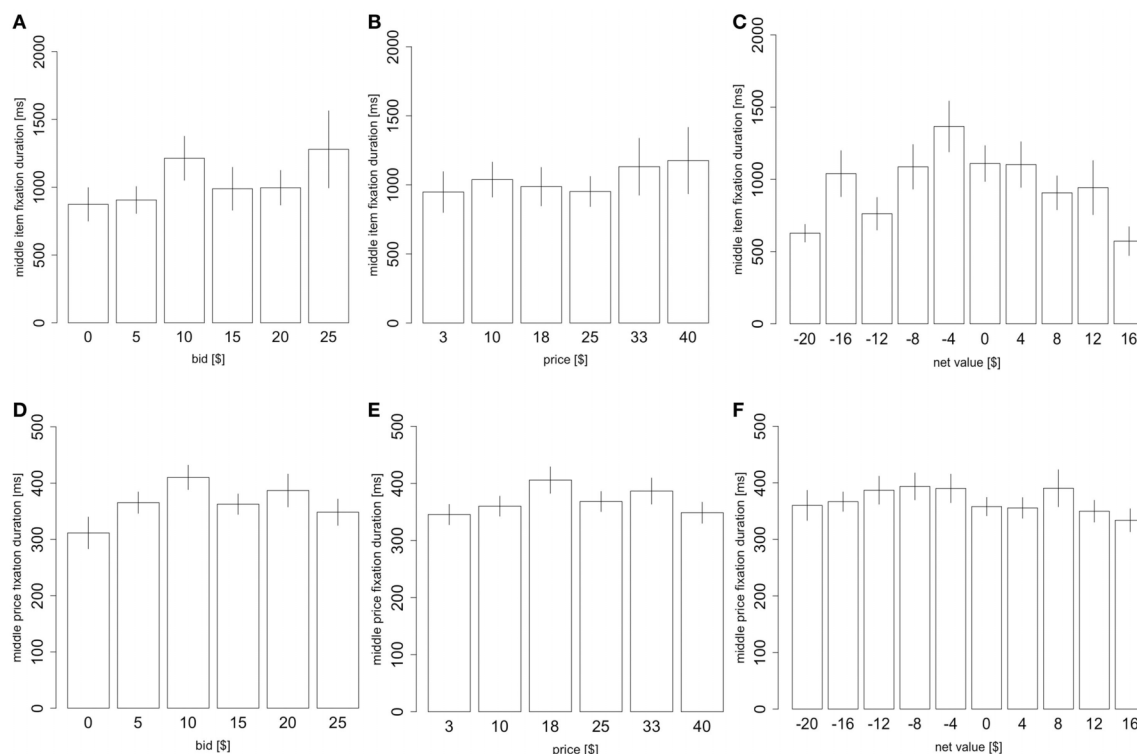 A
middle item fixation duration [ms]
2000
1500
1000
500
0
0 5 10 15 20 25
bid [$]
B
middle item fixation duration [ms]
2000
1500
1000
500
0
3 10 18 25 33 40
price [$]
C
middle item fixation duration [ms]
2000
1500
1000
500
0
-20 -16 -12 -8 -4 0 4 8 12 16
net value [$]
D
middle price fixation duration [ms]
500
400
300
200
100
0
0 5 10 15 20 25
bid [$]
E
middle price fixation duration [ms]
500
400
300
200
100
0
3 10 18 25 33 40
price [$]
F
middle price fixation duration [ms]
500
400
300
200
100
0
-20 -16 -12 -8 -4 0 4 8 12 16
net value [$]